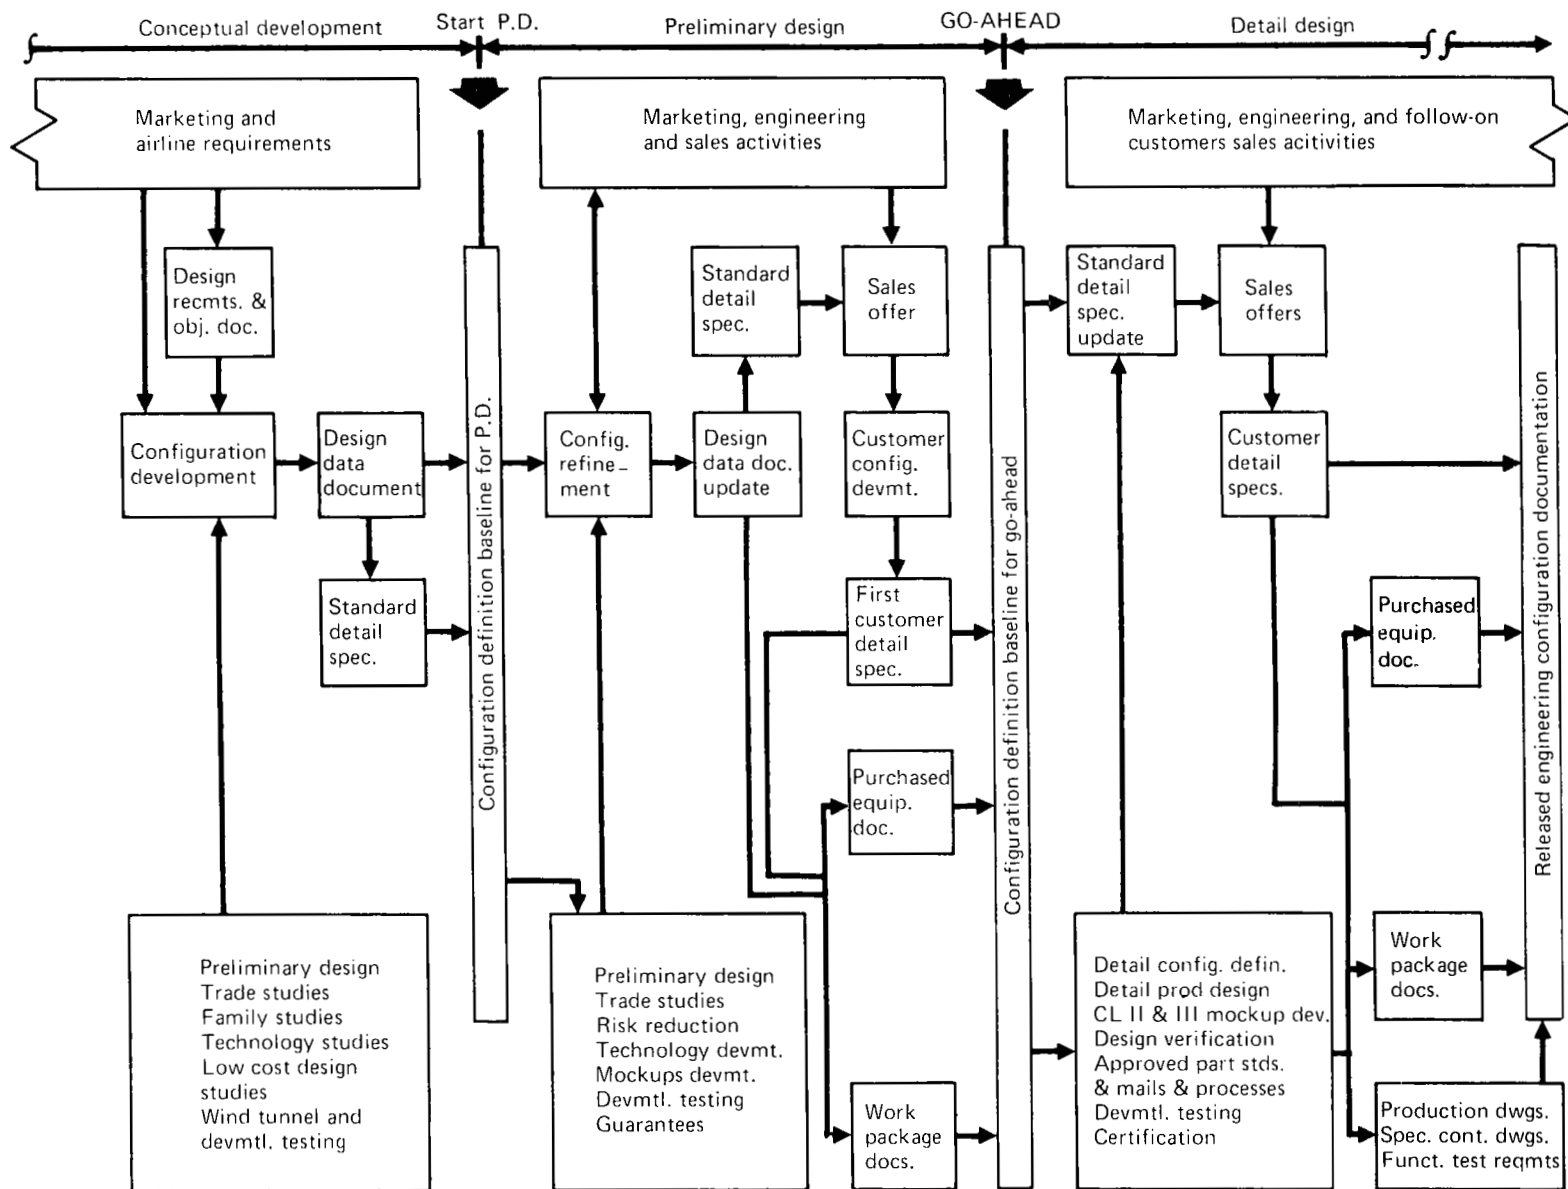 Conceptual development
Start P.D.
Preliminary design
GO-AHEAD
Detail design
Marketing and
airline requirements
Marketing, engineering
and sales activities
Marketing, engineering, and follow-on
customers sales acitivities
Design
recmts. &
obj. doc.
Standard
detail
spec.
Sales
offer
Standard
detail
spec.
update
Sales
offers
Configuration
development
Design
data
document
Config.
refine-
ment
Design
data doc.
update
Customer
config.
devmt.
Customer
detail
specs.
Standard
detail
spec.
First
customer
detail
spec.
Purchased
equip.
doc.
Purchased
equip.
doc.
Configuration definition baseline for P.D.
Configuration definition baseline for go-ahead
Released engineering configuration documentation
Preliminary design
Trade studies
Family studies
Technology studies
Low cost design
studies
Wind tunnel and
devmtl. testing
Preliminary design
Trade studies
Risk reduction
Technology devmt.
Mockups devmt.
Devmtl. testing
Guarantees
Work
package
docs.
Detail config. defin.
Detail prod design
CL II & III mockup dev.
Design verification
Approved part stds.
& mails & processes
Devmtl. testing
Certification
Work
package
docs.
Production dwgs.
Spec. cont. dwgs.
Funct. test reqmts